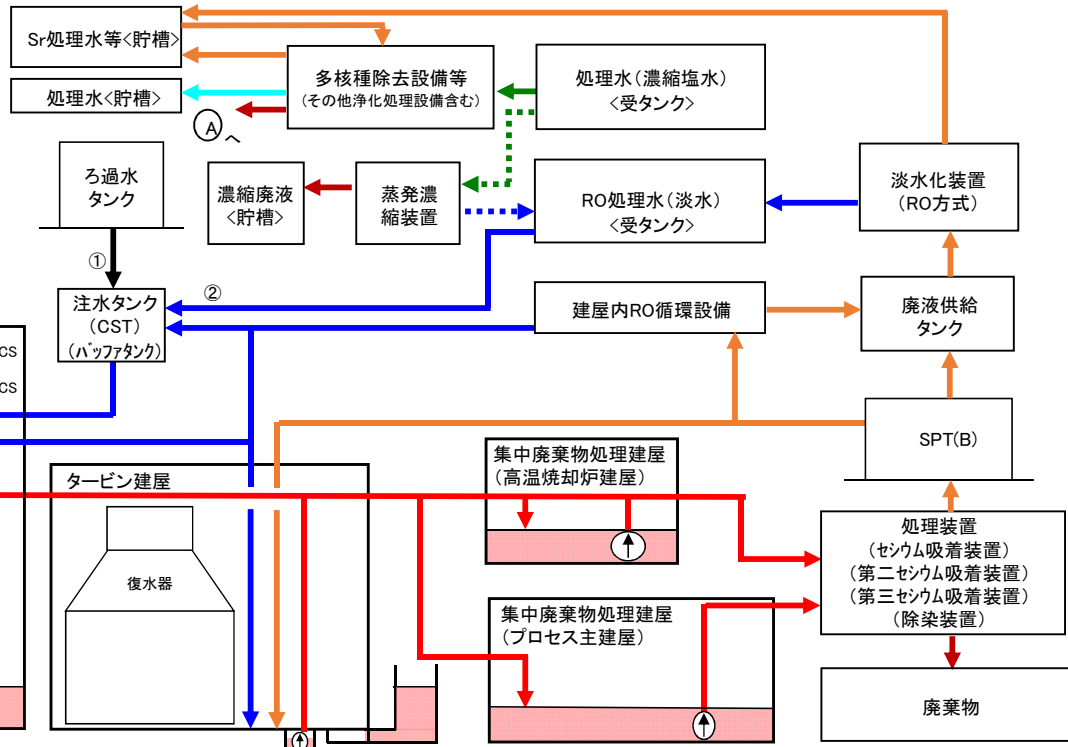 Sr処理水等<貯槽>
処理水<貯槽>
多核種除去設備等
(その他浄化処理設備含む)
処理水(濃縮塩水)
<受タンク>
A へ
ろ過水
タンク
濃縮廃液
<貯槽>
蒸発濃
縮装置
RO処理水(淡水)
<受タンク>
淡水化装置
(RO方式)
①
②
注水タンク
(CST)
(バッファタンク)
建屋内RO循環設備
廃液供給
タンク
CS
CS
SPT(B)
タービン建屋
復水器
集中廃棄物処理建屋
(高温焼却炉建屋)
処理装置
(セシウム吸着装置)
(第二セシウム吸着装置)
(第三セシウム吸着装置)
(除染装置)
集中廃棄物処理建屋
(プロセス主建屋)
廃棄物